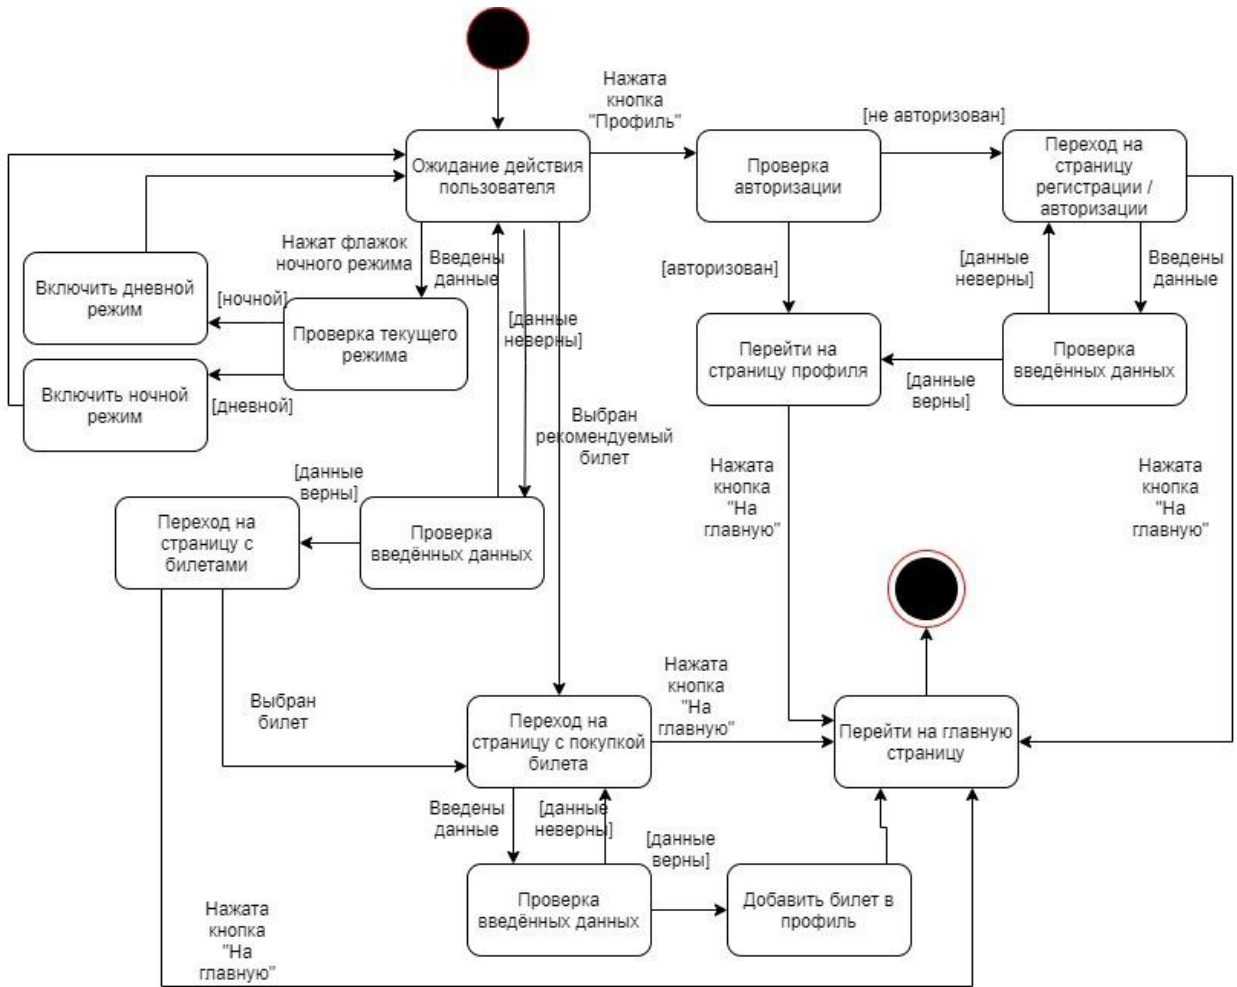 Нажата
кнопка
"Профиль"
[не авторизован]
Ожидание действия
пользователя
Проверка
авторизации
Переход на
страницу
регистрации /
авторизации
Нажат флажок
ночного режима
Введены
данные
[авторизован]
[данные
неверны]
Введены
данные
Включить дневной
режим
[ночной]
Проверка текущего
режима
[данные
неверны]
Перейти на
страницу профиля
Проверка
введённых данных
[данные
верны]
Включить ночной
режим
[дневной]
Выбран
рекомендуемый
билет
[данные
верны]
Нажата
кнопка
"На
главную"
Нажата
кнопка
"На
главную"
Переход на
страницу с
билетами
Проверка
введённых данных
Выбран
билет
Нажата
кнопка
"На
главную"
Переход на
страницу с покупкой
билета
Перейти на главную
страницу
Введены
данные
[данные
неверны]
[данные
верны]
Проверка
введённых данных
Добавить билет в
профиль
Нажата
кнопка
"На
главную"